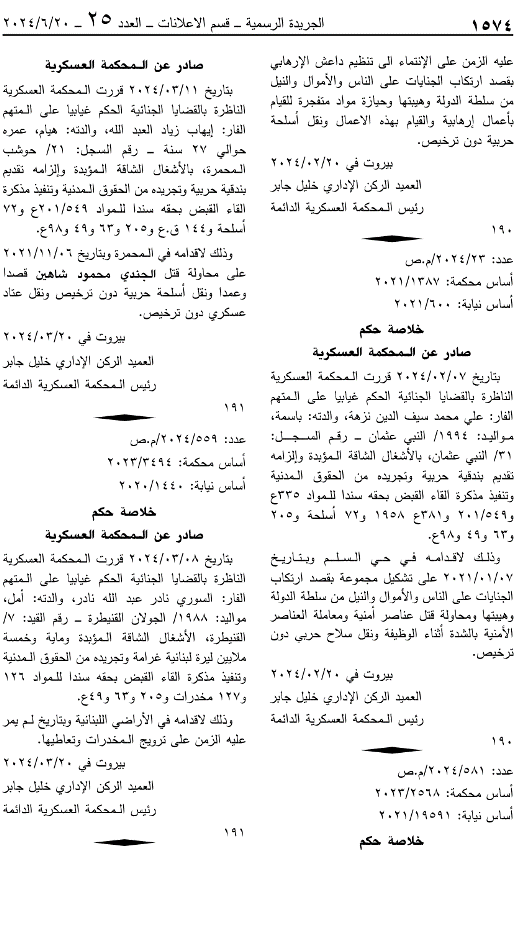 ١٥٧٤
الجريدة الرسمية ــ قسم الاعلانات ــ العدد ٢٥ ــ ٢٠٢٤/٦/٢٠
عليه الزمن على الإنتماء الى تنظيم داعش الإرهابي
بقصد ارتكاب الجنايات على الناس والأموال والنيل
من سلطة الدولة وهيبتها وحيازة مواد متفجرة للقيام
بأعمال إرهابية والقيام بهذه الاعمال ونقل أسلحة
حربية دون ترخيص.
بيروت في ٢٠٢٤/٠٢/٢٠
العميد الركن الإداري خليل جابر
رئيس المحكمة العسكرية الدائمة
١٩٠
عدد: ٢٠٢٤/٢٣/م.ص
أساس محكمة: ٢٠٢١/١٣٨٧
أساس نيابة: ٢٠٢١/٦٠٠
خلاصة حكم
صادر عن المحكمة العسكرية
بتاريخ ٢٠٢٤/٠٢/٠٧ قررت المحكمة العسكرية
الناظرة بالقضايا الجنائية الحكم غيابيا على المتهم
الفار: علي محمد سيف الدين نزهة، والدته: باسمة،
مواليد: ١٩٩٤/ النبي عثمان ــ رقم السجل:
٣١/ النبي عثمان، بالأشغال الشاقة المؤبدة وإلزامه
تقديم بندقية حربية وتجريده من الحقوق المدنية
وتنفيذ مذكرة القاء القبض بحقه سندا للمواد ٣٣٥ع
و٢٠١/٥٤٩ و٣٨١ع ١٩٥٨ و٧٢ أسلحة و٢٠٥
و٦٣ و٤٩ و٩٨ع.
وذلك لاقدامه في حي السلم وبتاريخ
٢٠٢١/٠١/٠٧ على تشكيل مجموعة بقصد ارتكاب
الجنايات على الناس والأموال والنيل من سلطة الدولة
وهيبتها ومحاولة قتل عناصر أمنية ومعاملة العناصر
الأمنية بالشدة أثناء الوظيفة ونقل سلاح حربي دون
ترخيص.
بيروت في ٢٠٢٤/٠٢/٢٠
العميد الركن الإداري خليل جابر
رئيس المحكمة العسكرية الدائمة
١٩٠
عدد: ٢٠٢٤/٥٨١/م.ص
أساس محكمة: ٢٠٢٣/٢٥٦٨
أساس نيابة: ٢٠٢١/١٩٥٩١
خلاصة حكم
صادر عن المحكمة العسكرية
بتاريخ ٢٠٢٤/٠٣/١١ قررت المحكمة العسكرية
الناظرة بالقضايا الجنائية الحكم غيابيا على المتهم
الفار: إيهاب زياد العبد الله، والدته: هيام، عمره
حوالي ٢٧ سنة ــ رقم السجل: ٢١/ حوشب
المحمرة، بالأشغال الشاقة المؤبدة وإلزامه تقديم
بندقية حربية وتجريده من الحقوق المدنية وتنفيذ مذكرة
القاء القبض بحقه سندا للمواد ٢٠١/٥٤٩ع و٧٢
أسلحة و١٤٤ ق.ع و٢٠٥ و٦٣ و٤٩ و٩٨ع.
وذلك لاقدامه في المحمرة وبتاريخ ٢٠٢١/١١/٠٦
على محاولة قتل الجندي محمود شاهين قصدا
وعمدا ونقل أسلحة حربية دون ترخيص ونقل عتاد
عسكري دون ترخيص.
بيروت في ٢٠٢٤/٠٣/٢٠
العميد الركن الإداري خليل جابر
رئيس المحكمة العسكرية الدائمة
١٩١
عدد: ٢٠٢٤/٥٥٩/م.ص
أساس محكمة: ٢٠٢٣/٣٤٩٤
أساس نيابة: ٢٠٢٠/١٤٤٠
خلاصة حكم
صادر عن المحكمة العسكرية
بتاريخ ٢٠٢٤/٠٣/٠٨ قررت المحكمة العسكرية
الناظرة بالقضايا الجنائية الحكم غيابيا على المتهم
الفار: السوري نادر عبد الله نادر، والدته: أمل،
مواليد: ١٩٨٨/ الجولان القنيطرة ــ رقم القيد: ٧/
القنيطرة، الأشغال الشاقة المؤبدة وماية وخمسة
ملايين ليرة لبنانية غرامة وتجريده من الحقوق المدنية
وتنفيذ مذكرة القاء القبض بحقه سندا للمواد ١٢٦
و١٢٧ مخدرات و٢٠٥ و٦٣ و٤٩ع.
وذلك لاقدامه في الأراضي اللبنانية وبتاريخ لم يمر
عليه الزمن على ترويج المخدرات وتعاطيها.
بيروت في ٢٠٢٤/٠٣/٢٠
العميد الركن الإداري خليل جابر
رئيس المحكمة العسكرية الدائمة
١٩١